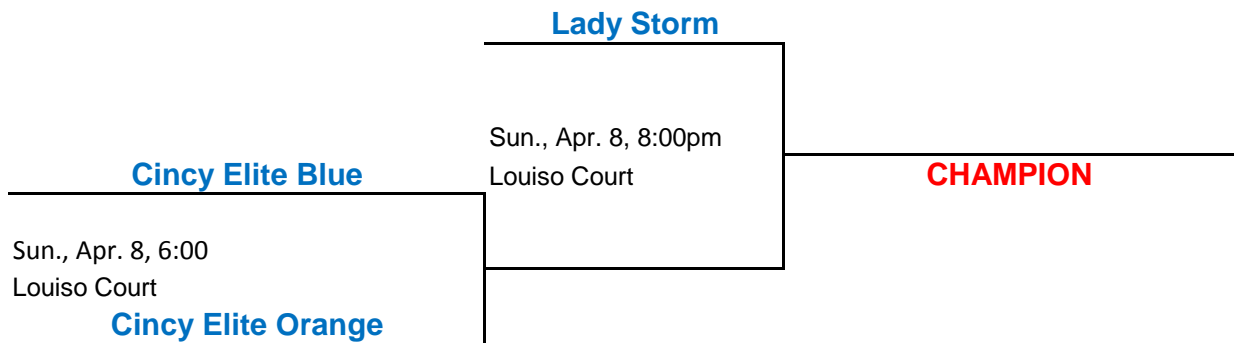 Lady Storm
Sun., Apr. 8, 8:00pm
Louiso Court
CHAMPION
Cincy Elite Blue
Sun., Apr. 8, 6:00
Louiso Court
Cincy Elite Orange